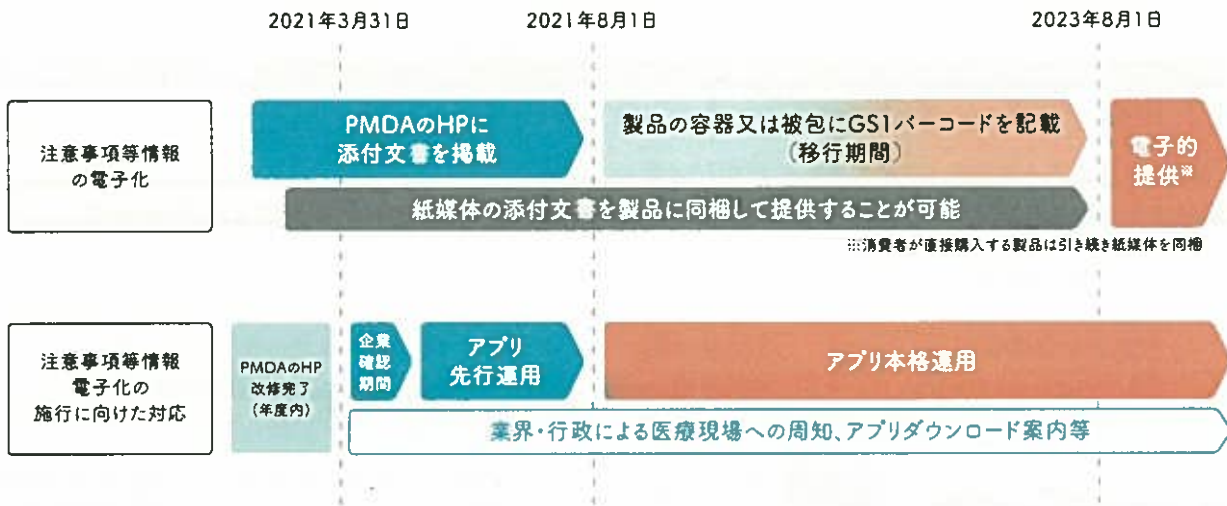 2021年3月31日
2021年8月1日
2023年8月1日
注意事項等情報
の電子化
PMDAのHPに
添付文書を掲載
製品の容器又は被包にGS1バーコードを記載
（移行期間）
電子的
提供※
紙媒体の添付文書を製品に同梱して提供することが可能
※消費者が直接購入する製品は引き続き紙媒体を同梱
注意事項等情報
電子化の
施行に向けた対応
PMDAのHP
改修完了
（年度内）
企業
確認
期間
アプリ
先行運用
アプリ本格運用
業界・行政による医療現場への周知、アプリダウンロード案内等